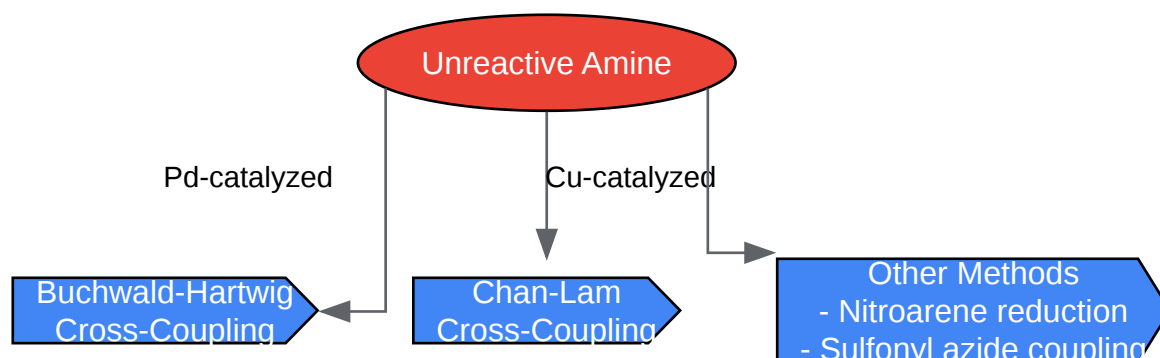 Unreactive Amine
Pd-catalyzed
Cu-catalyzed
Buchwald-Hartwig
Cross-Coupling
Chan-Lam
Cross-Coupling
Other Methods
- Nitroarene reduction
- Sulfonyl azide coupling